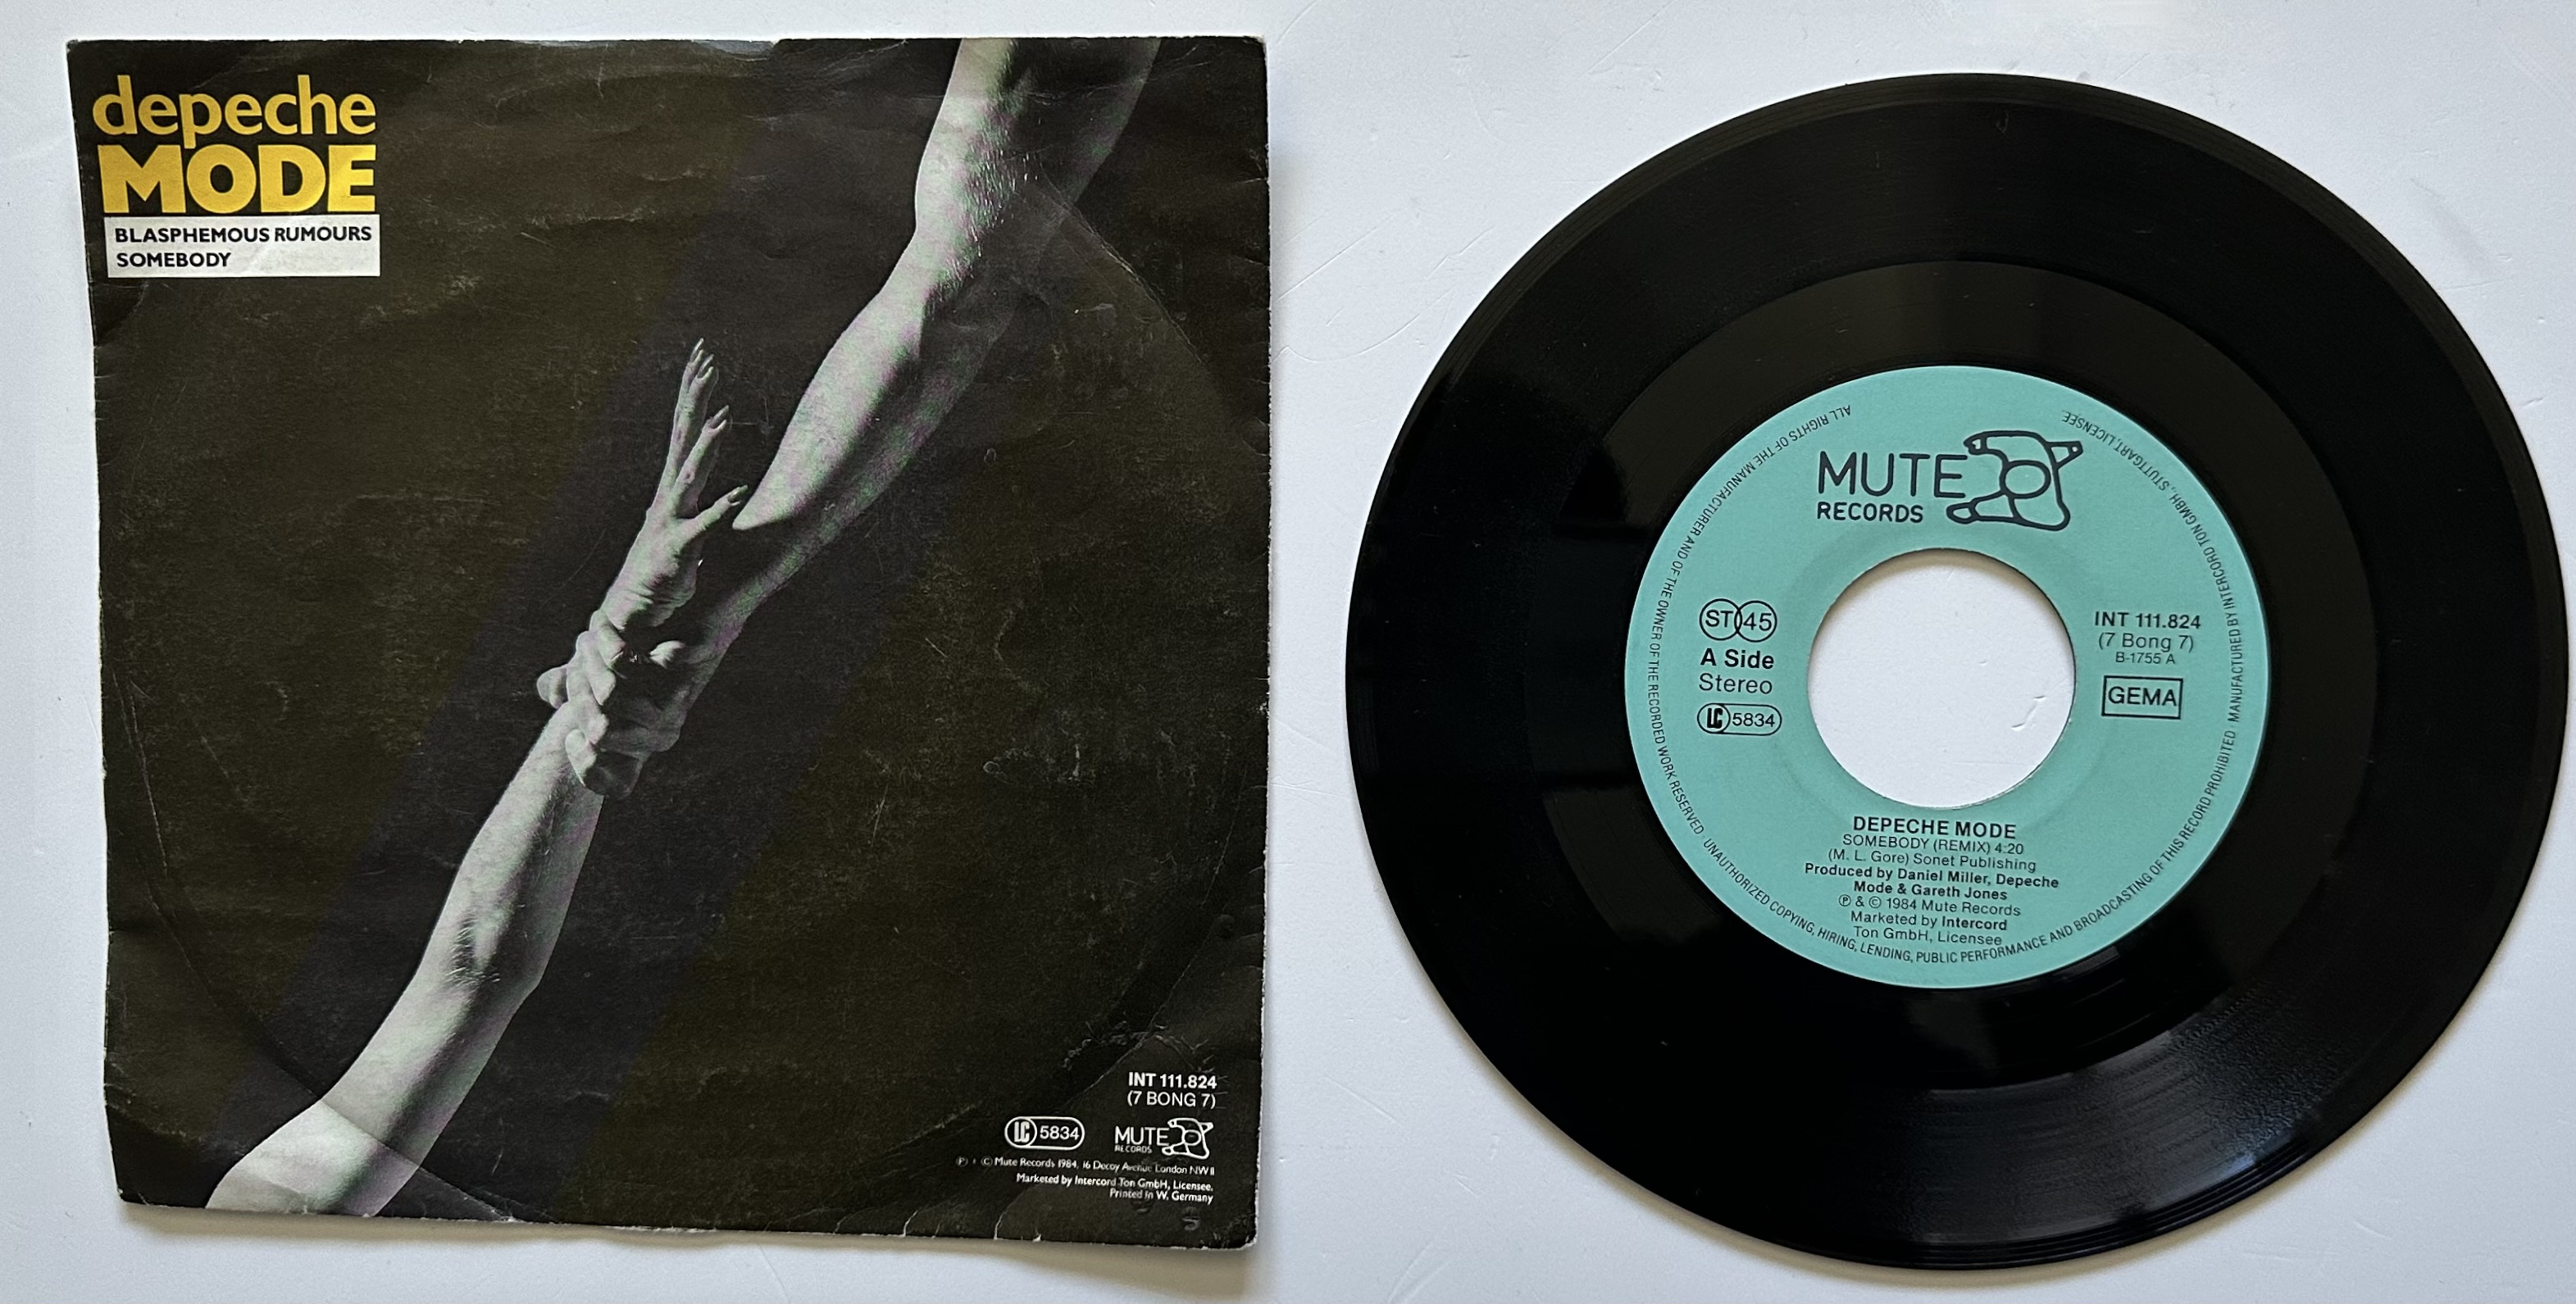 depeche
MODE
BLASPHEMOUS RUMOURS
SOMEBODY
INT 111.824
(7 BONG 7)
LC 5834
MUTE
RECORDS
Ⓟ + © Mute Records 1984, 16 Decoy Avenue London NW11
Marketed by Intercord Ton GmbH, Licensee.
Printed in W. Germany
MUTE
RECORDS
ST 45
A Side
Stereo
LC 5834
INT 111.824
(7 Bong 7)
B-1755 A
GEMA
DEPECHE MODE
SOMEBODY (REMIX) 4:20
(M. L. Gore) Sonet Publishing
Produced by Daniel Miller, Depeche
Mode & Gareth Jones
Ⓟ & © 1984 Mute Records
Marketed by Intercord
Ton GmbH, Licensee
ALL RIGHTS OF THE MANUFACTURER AND OF THE OWNER OF THE RECORDED WORK RESERVED · UNAUTHORIZED COPYING, HIRING, LENDING, PUBLIC PERFORMANCE AND BROADCASTING OF THIS RECORD PROHIBITED · MANUFACTURED BY INTERCORD TON GMBH., STUTTGART, LICENSEE.